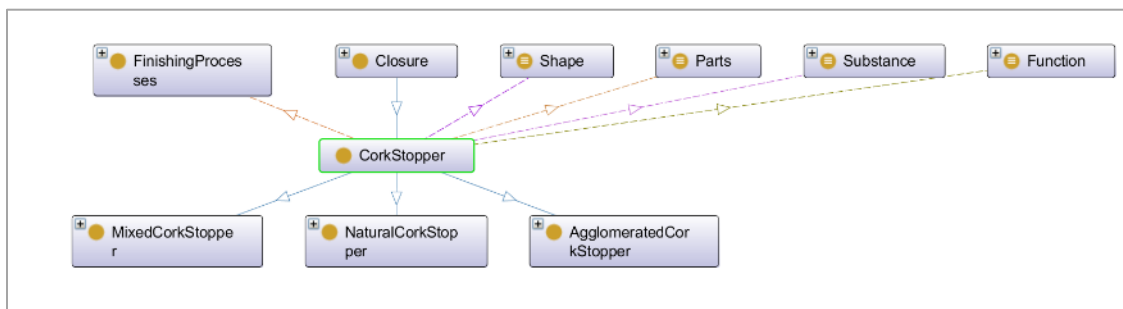 FinishingProces
ses
Closure
Shape
Parts
Substance
Function
CorkStopper
MixedCorkStoppe
r
NaturalCorkStop
per
AgglomeratedCor
kStopper